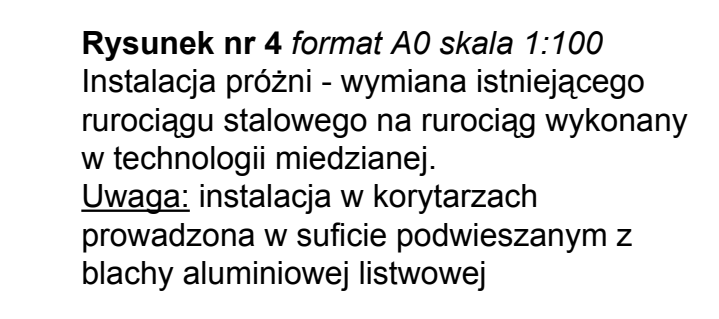 Rysunek nr 4 format A0 skala 1:100
Instalacja próżni - wymiana istniejącego
rurociągu stalowego na rurociąg wykonany
w technologii miedzianej.
Uwaga: instalacja w korytarzach
prowadzona w suficie podwieszanym z
blachy aluminiowej listwowej